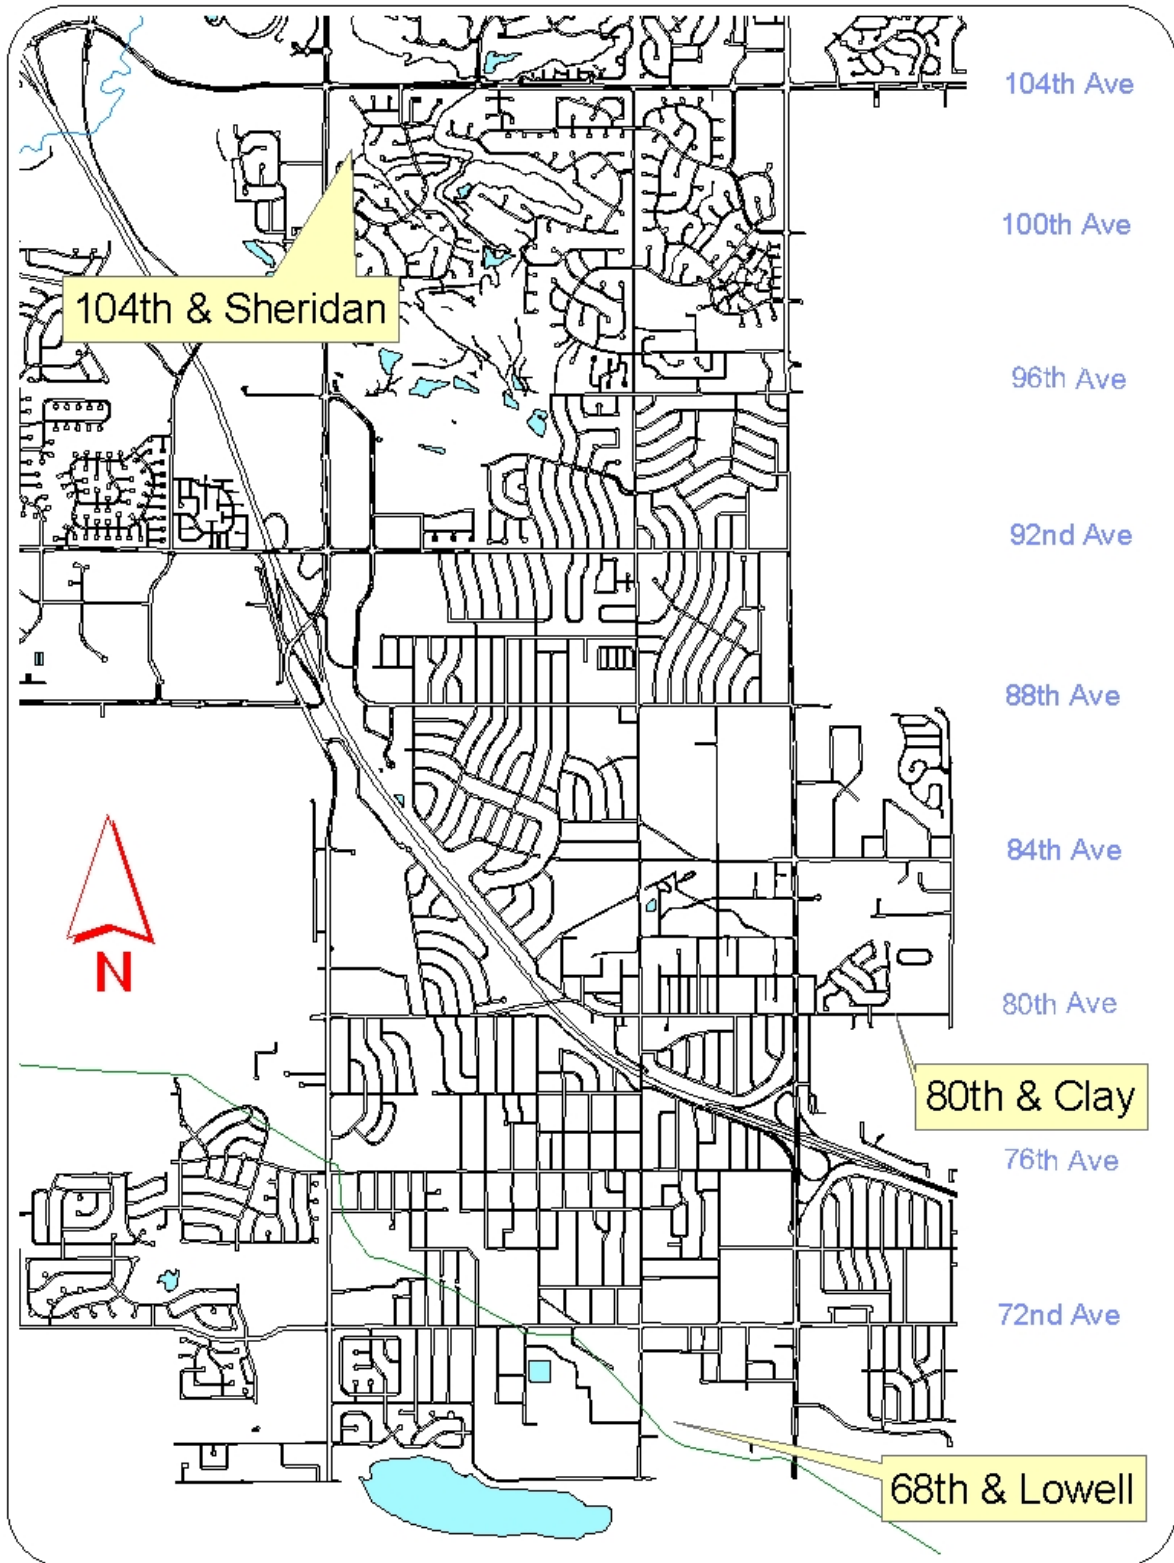 104th Ave
100th Ave
104th & Sheridan
96th Ave
92nd Ave
88th Ave
84th Ave
N
80th Ave
80th & Clay
76th Ave
72nd Ave
68th & Lowell